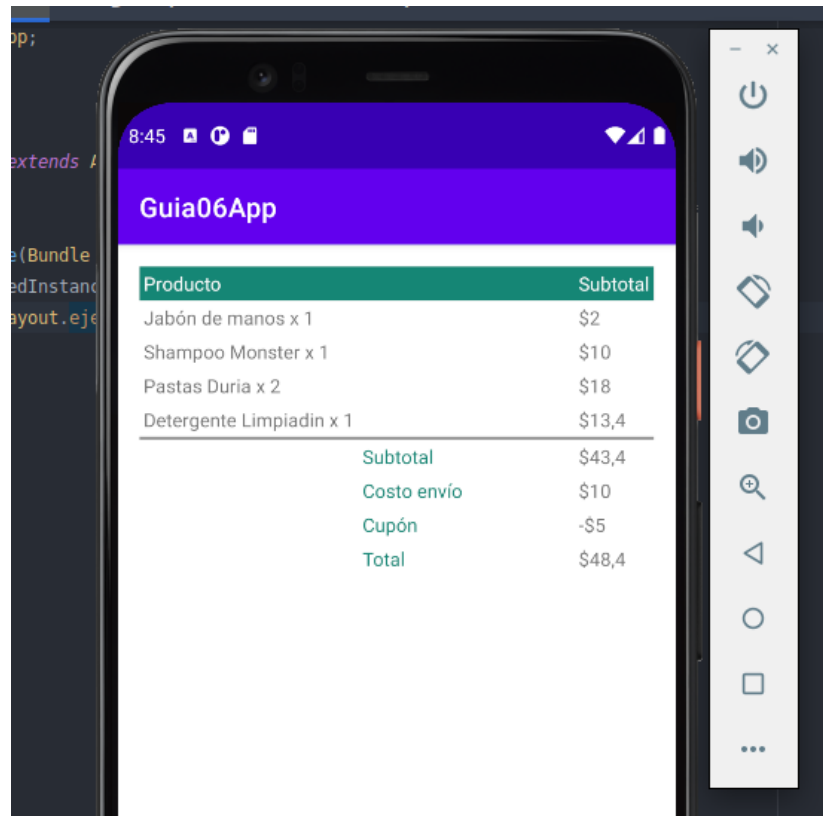 op;
extends A
e(Bundle
edInstanc
ayout.eje
8:45
Guia06App
Producto Subtotal
Jabón de manos x 1 $2
Shampoo Monster x 1 $10
Pastas Duria x 2 $18
Detergente Limpiadin x 1 $13,4
Subtotal $43,4
Costo envío $10
Cupón -$5
Total $48,4